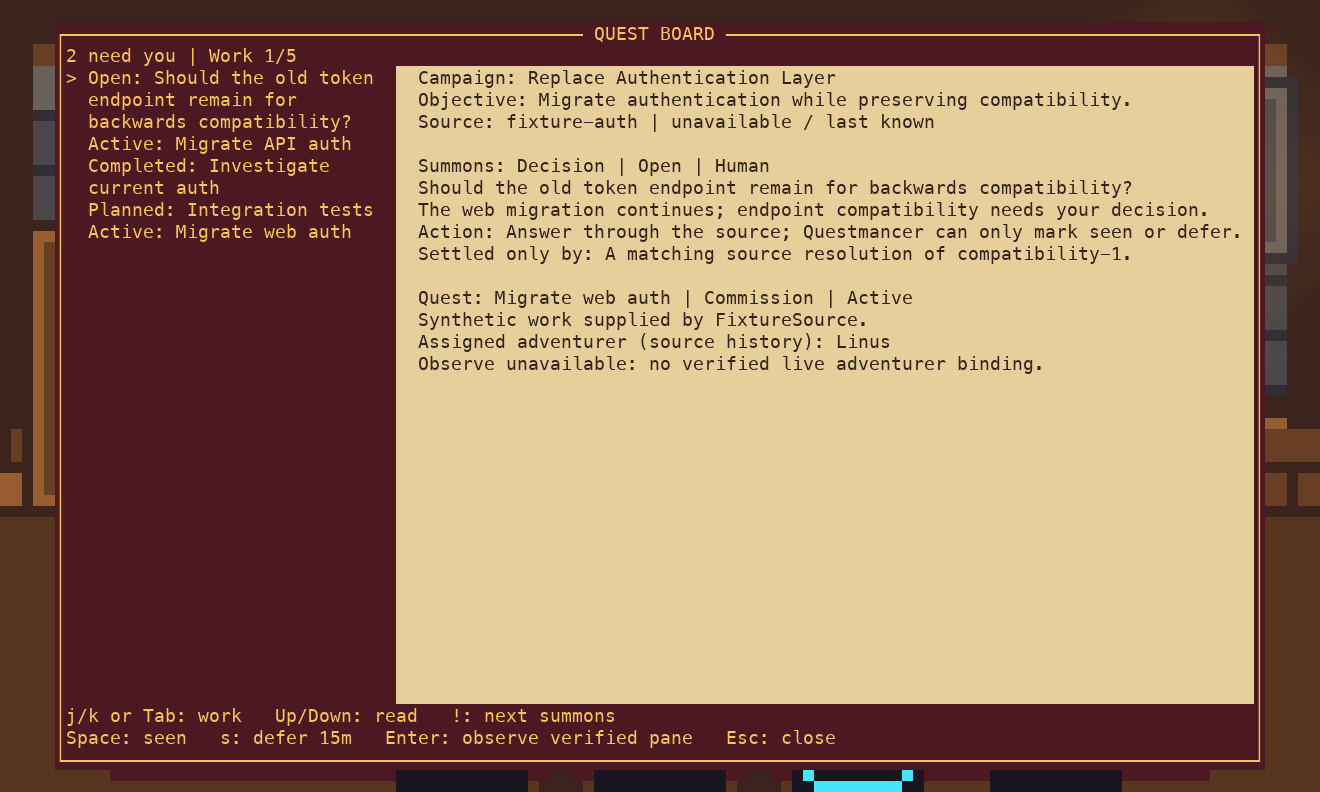 QUEST BOARD
2 need you | Work 1/5
> Open: Should the old token
endpoint remain for
backwards compatibility?
Active: Migrate API auth
Completed: Investigate
current auth
Planned: Integration tests
Active: Migrate web auth
Campaign: Replace Authentication Layer
Objective: Migrate authentication while preserving compatibility.
Source: fixture-auth | unavailable / last known
Summons: Decision | Open | Human
Should the old token endpoint remain for backwards compatibility?
The web migration continues; endpoint compatibility needs your decision.
Action: Answer through the source; Questmancer can only mark seen or defer.
Settled only by: A matching source resolution of compatibility-1.
Quest: Migrate web auth | Commission | Active
Synthetic work supplied by FixtureSource.
Assigned adventurer (source history): Linus
Observe unavailable: no verified live adventurer binding.
j/k or Tab: work   Up/Down: read   !: next summons
Space: seen   s: defer 15m   Enter: observe verified pane   Esc: close